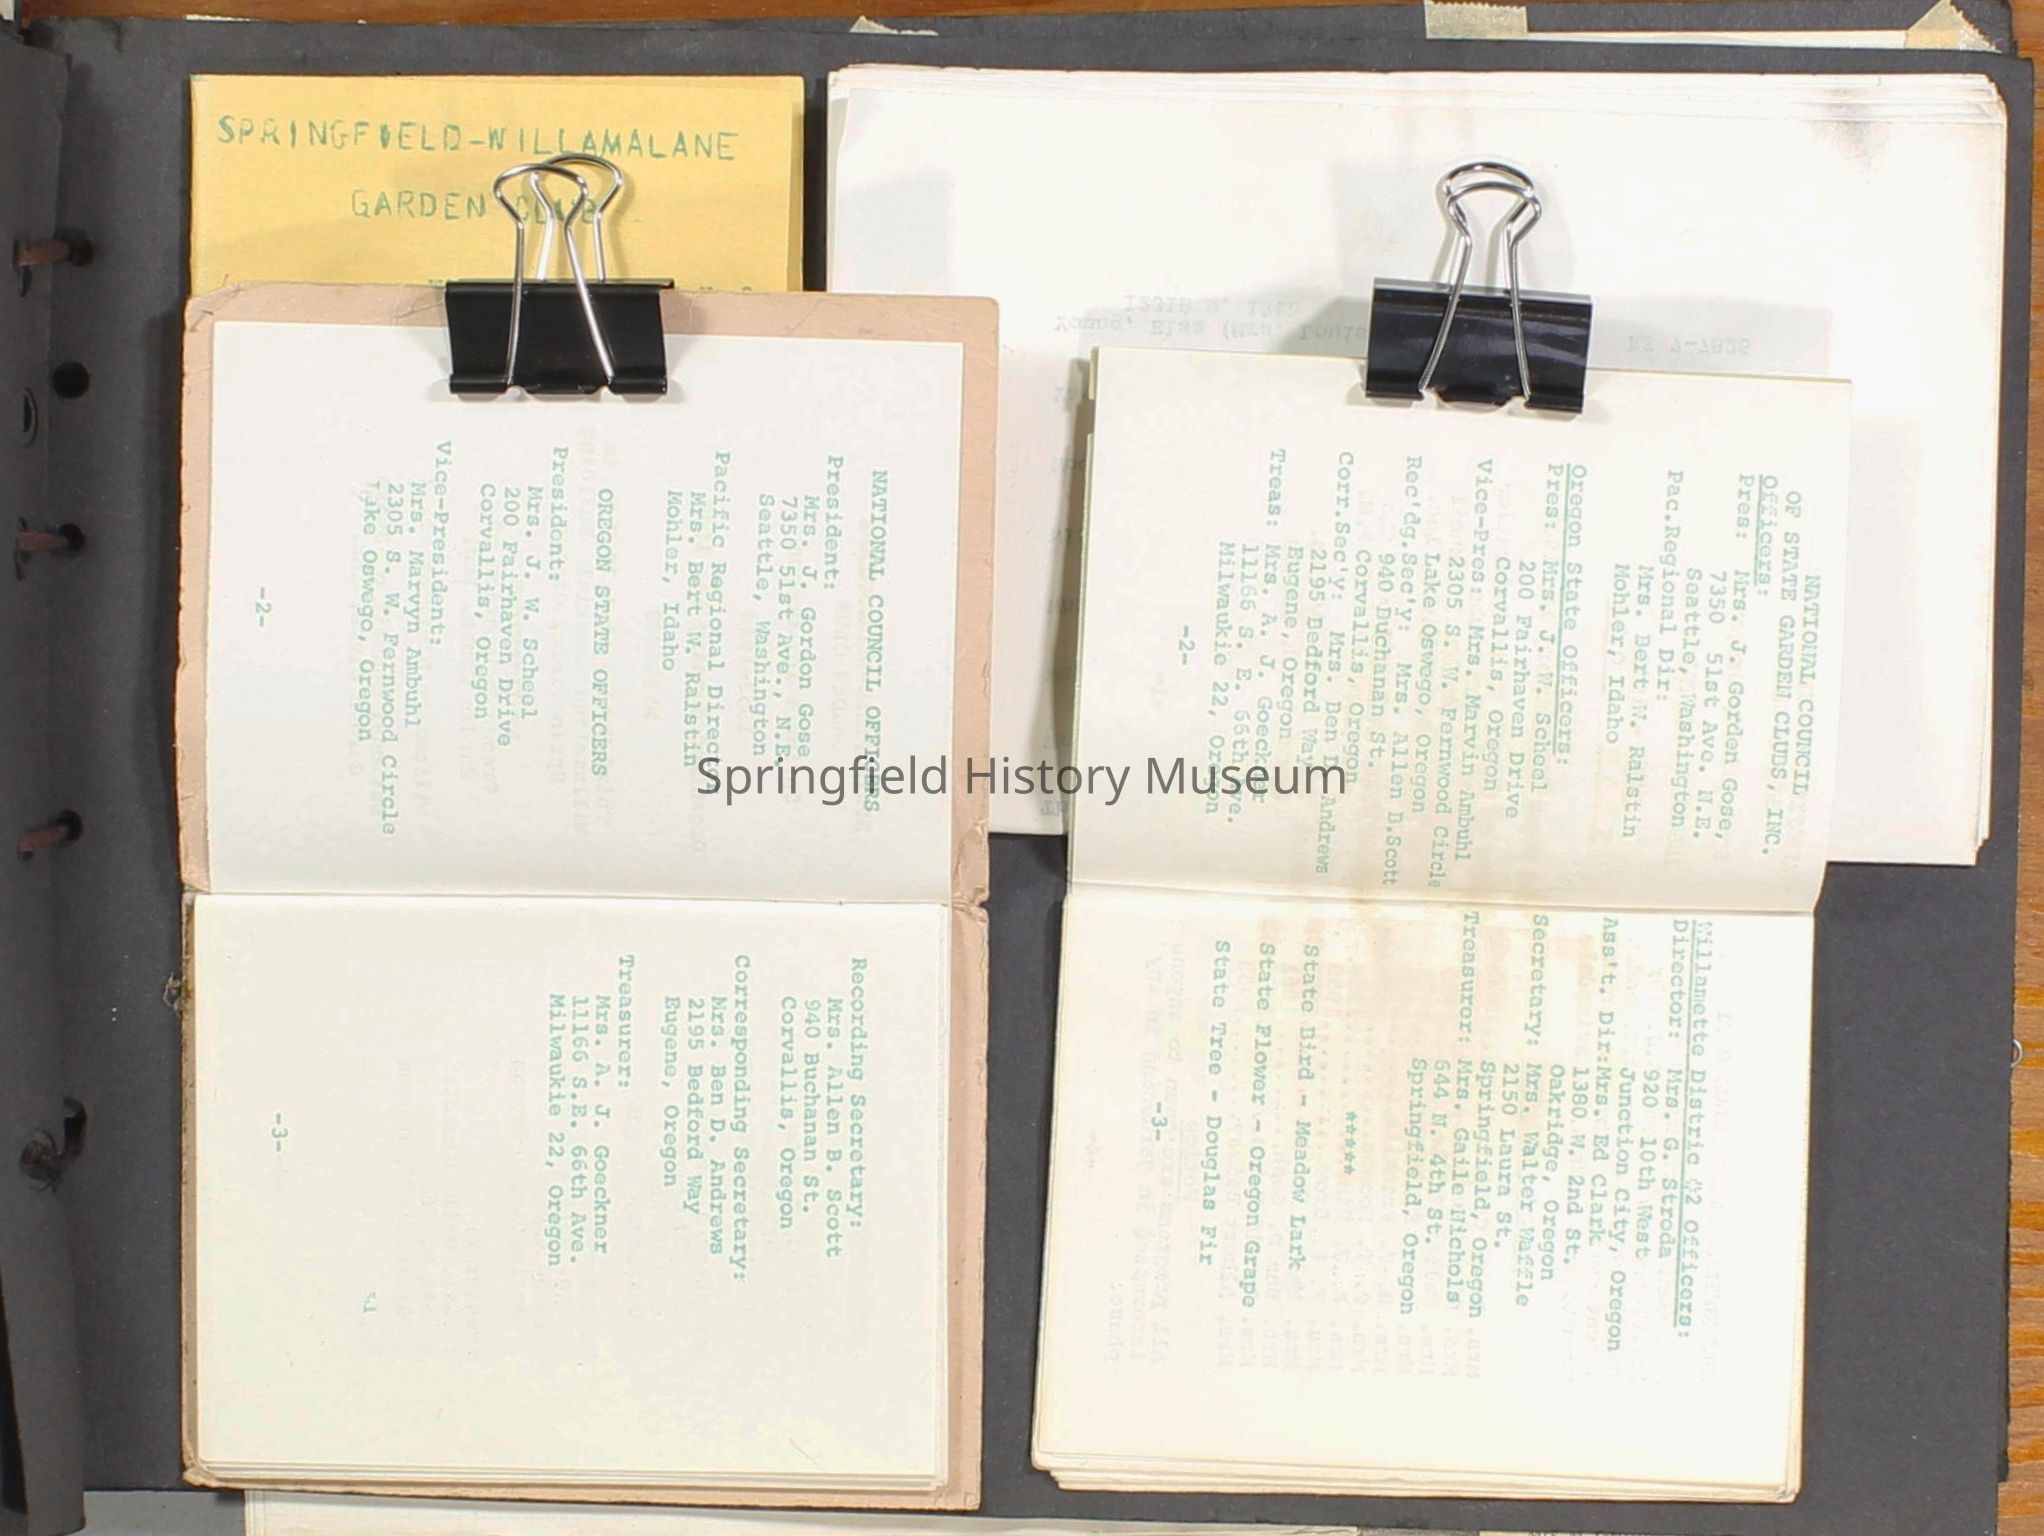 SPRINGFIELD-WILLAMALANE
GARDEN CLUB
NATIONAL COUNCIL OFFICERS
President:
Mrs. J. Gordon Gose
7350 51st Ave., N.E.
Seattle, Washington
Pacific Regional Director
Mrs. Bert W. Ralstin
Mohler, Idaho
OREGON STATE OFFICERS
President:
Mrs. J. W. Scheel
200 Fairhaven Drive
Corvallis, Oregon
Vice-President:
Mrs. Marvyn Ambuhl
2305 S. W. Fernwood Circle
Lake Oswego, Oregon
-2-
Recording Secretary:
Mrs. Allen B. Scott
940 Buchanan St.
Corvallis, Oregon
Corresponding Secretary:
Mrs. Ben D. Andrews
2195 Bedford Way
Eugene, Oregon
Treasurer:
Mrs. A. J. Goeckner
11166 S.E. 66th Ave.
Milwaukie 22, Oregon
-3-
NATIONAL COUNCIL
OF STATE GARDEN CLUBS, INC.
Officers:
Pres: Mrs. J. Gorden Gose,
7350 51st Ave. N.E.
Seattle, Washington
Pac.Regional Dir:
Mrs. Bert W. Ralstin
Mohler, Idaho
Oregon State Officers:
Pres: Mrs. J. W. Scheel
200 Fairhaven Drive
Corvallis, Oregon
Vice-Pres: Mrs. Marvin Ambuhl
2305 S. W. Fernwood Circle
Lake Oswego, Oregon
Rec'dg.Sec'y: Mrs. Allen B.Scott
940 Buchanan St.
Corvallis, Oregon
Corr.Sec'y: Mrs. Ben D. Andrews
2195 Bedford Way
Eugene, Oregon
Treas: Mrs. A. J. Goecker
11166 S. E. 66th Ave.
Milwaukie 22, Oregon
-2-
Willamette District #2 Officers:
Director: Mrs. G. Stroda
920 10th West
Junction City, Oregon
Ass't. Dir:Mrs. Ed Clark
1380 W. 2nd St.
Oakridge, Oregon
Secretary: Mrs. Walter Waffle
2150 Laura St.
Springfield, Oregon
Treasurer: Mrs. Gaile Nichols
644 N. 4th St.
Springfield, Oregon
*****
State Bird - Meadow Lark
State Flower - Oregon Grape
State Tree - Douglas Fir
-3-
Springfield History Museum